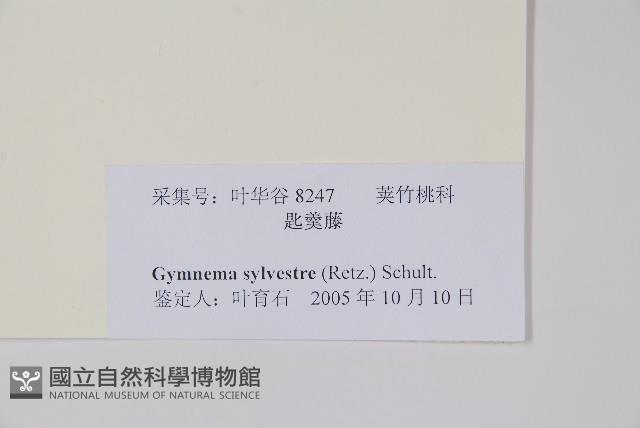 采集号：叶华谷 8247 荚竹桃科
匙羹藤
Gymnema sylvestre (Retz.) Schult.
鉴定人：叶育石 2005 年 10 月 10 日
國立自然科學博物館
NATIONAL MUSEUM OF NATURAL SCIENCE